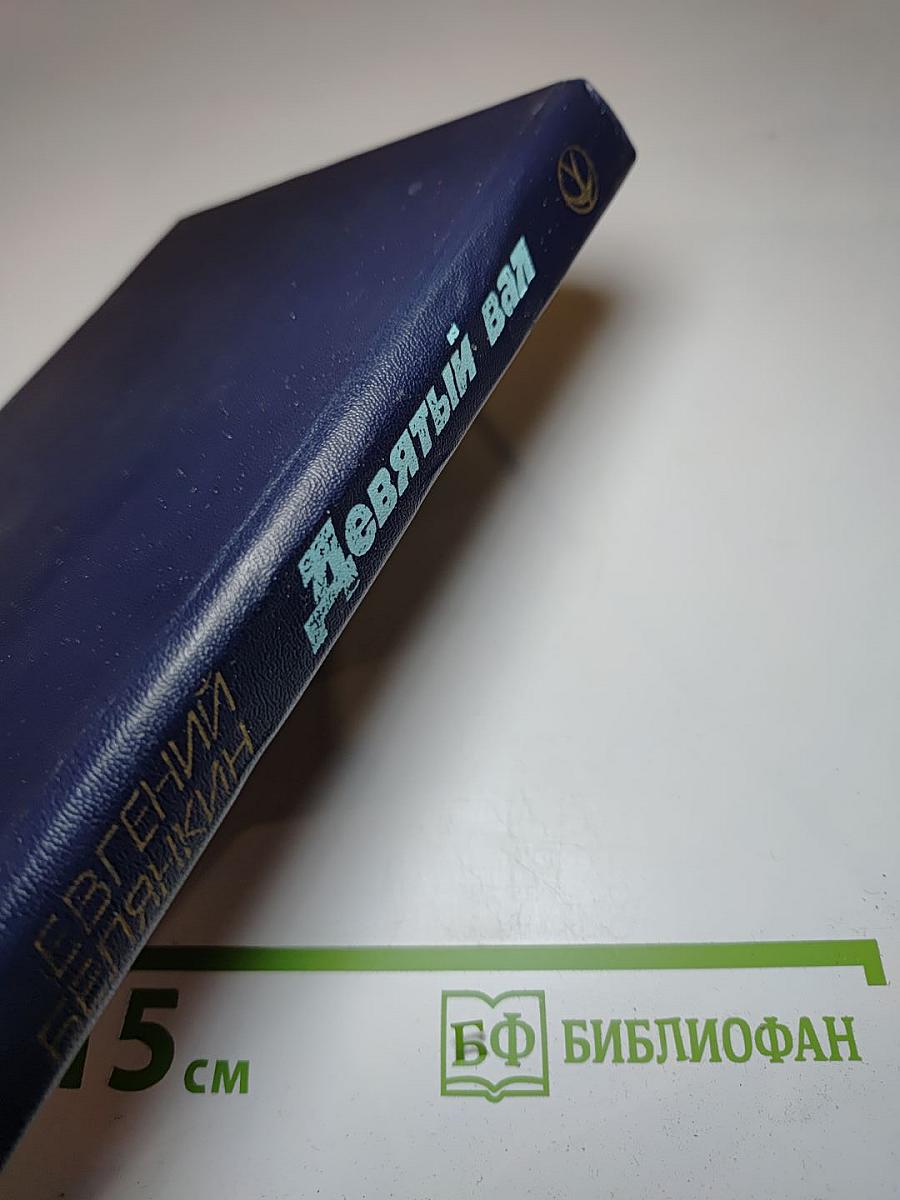 Девятый вал
ЕВГЕНИЙ
БЕЛЯНКИН
15 см
БФ БИБЛИОФАН